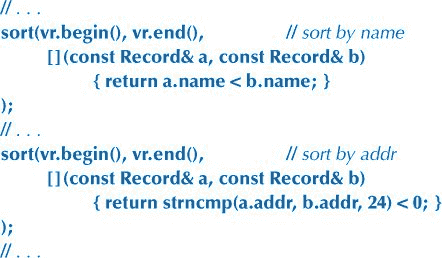 // . . .
sort(vr.begin(), vr.end(), // sort by name
[](const Record& a, const Record& b)
{ return a.name < b.name; }
);
// . . .
sort(vr.begin(), vr.end(), // sort by addr
[](const Record& a, const Record& b)
{ return strncmp(a.addr, b.addr, 24) < 0; }
);
// . . .